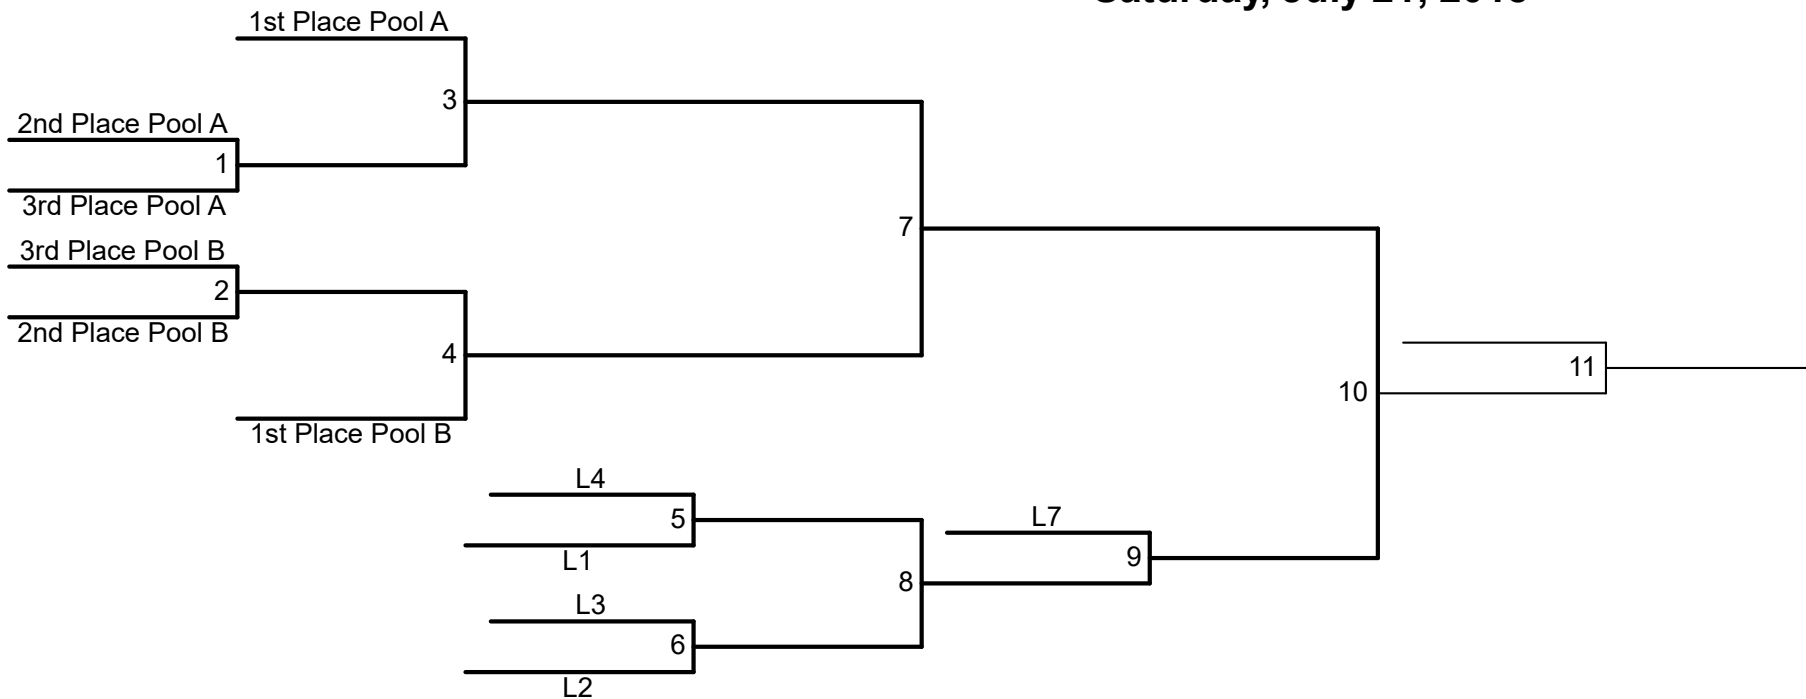 1st Place Pool A
3
2nd Place Pool A
1
3rd Place Pool A
7
3rd Place Pool B
2
2nd Place Pool B
4
11
10
1st Place Pool B
L4
5
L7
L1
9
8
L3
6
L2